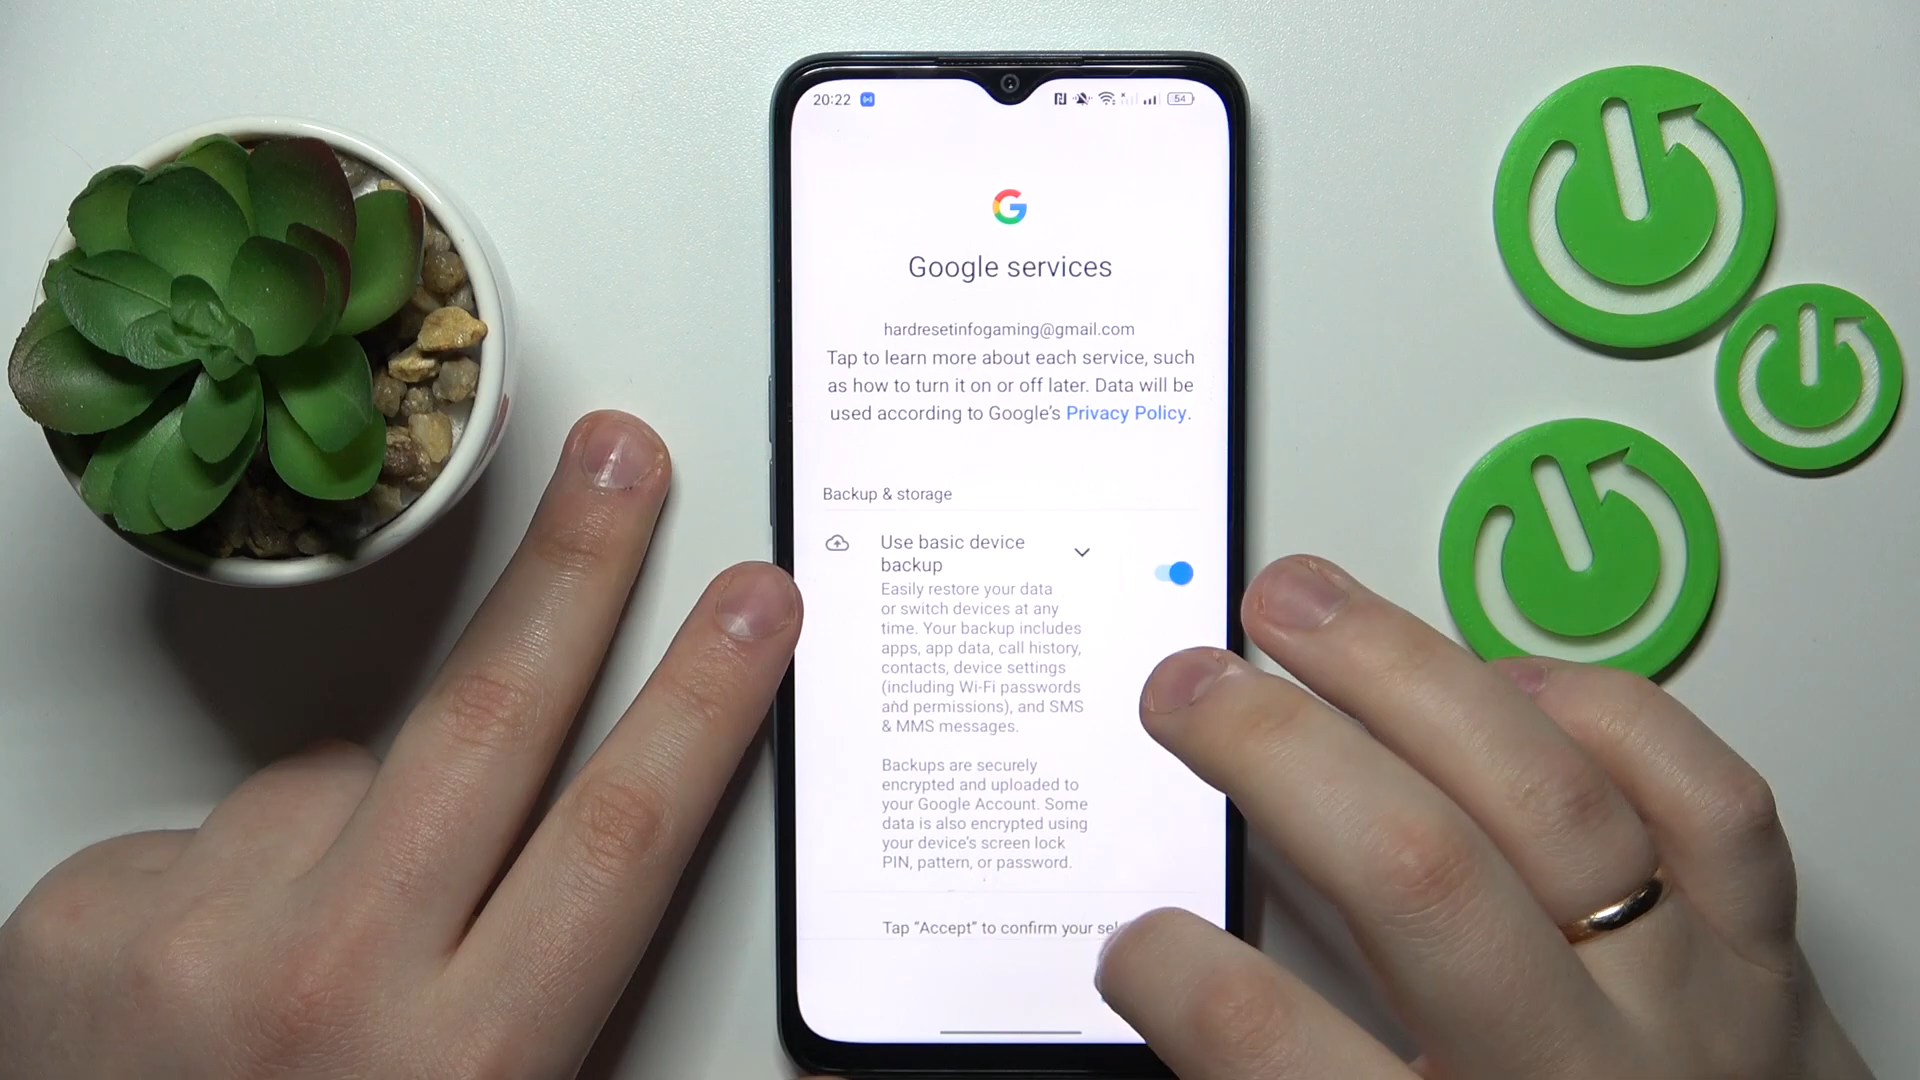 20:22
54
Google services
hardresetinfogaming@gmail.com
Tap to learn more about each service, such
as how to turn it on or off later. Data will be
used according to Google's Privacy Policy.
Backup & storage
Use basic device
backup
Easily restore your data
or switch devices at any
time. Your backup includes
apps, app data, call history,
contacts, device settings
(including Wi-Fi passwords
and permissions), and SMS
& MMS messages.
Backups are securely
encrypted and uploaded to
your Google Account. Some
data is also encrypted using
your device's screen lock
PIN, pattern, or password.
Tap "Accept" to confirm your